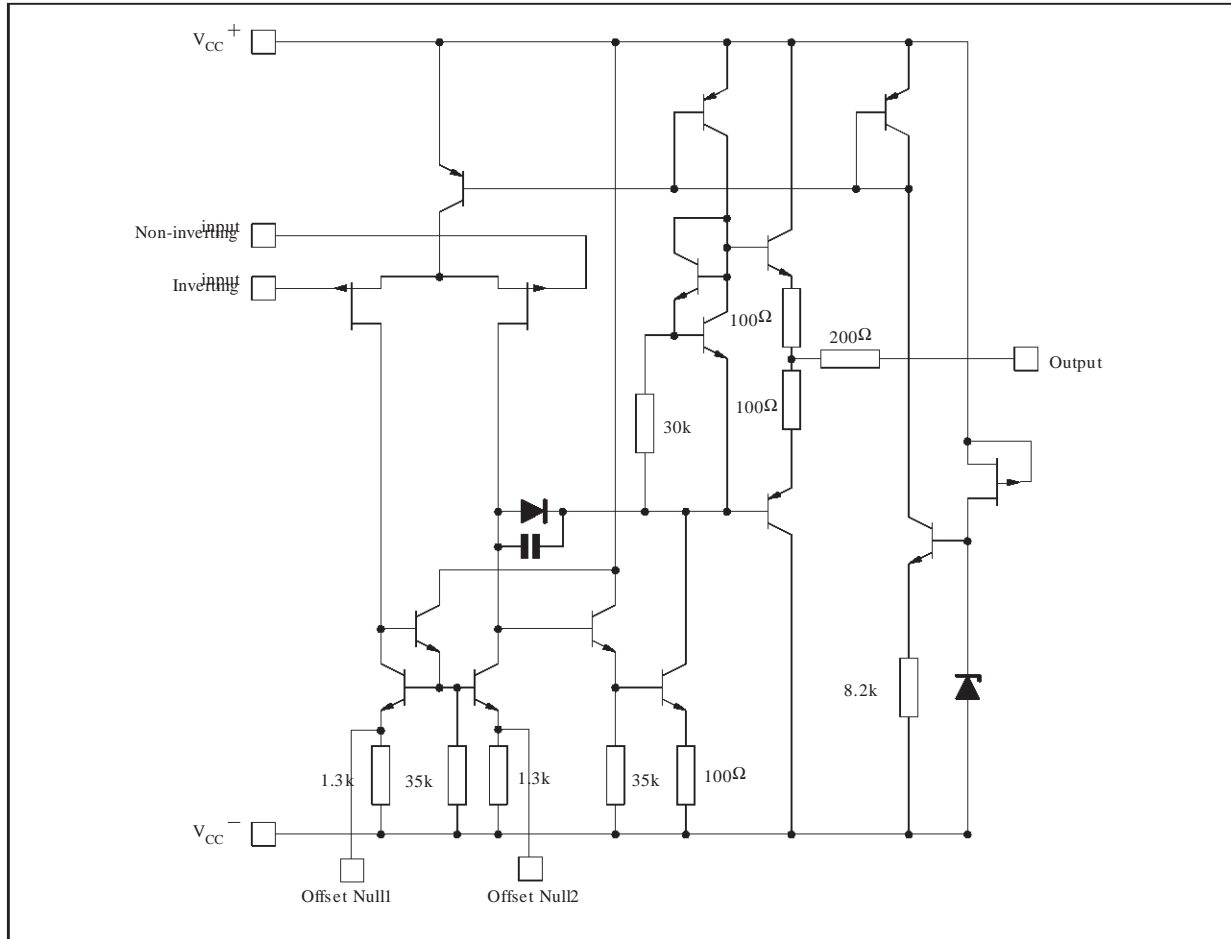 VCC+
input
Non-inverting
input
Inverting
100Ω
200Ω
Output
100Ω
30k
8.2k
1.3k
35k
1.3k
35k
100Ω
VCC−
Offset Null1
Offset Null2